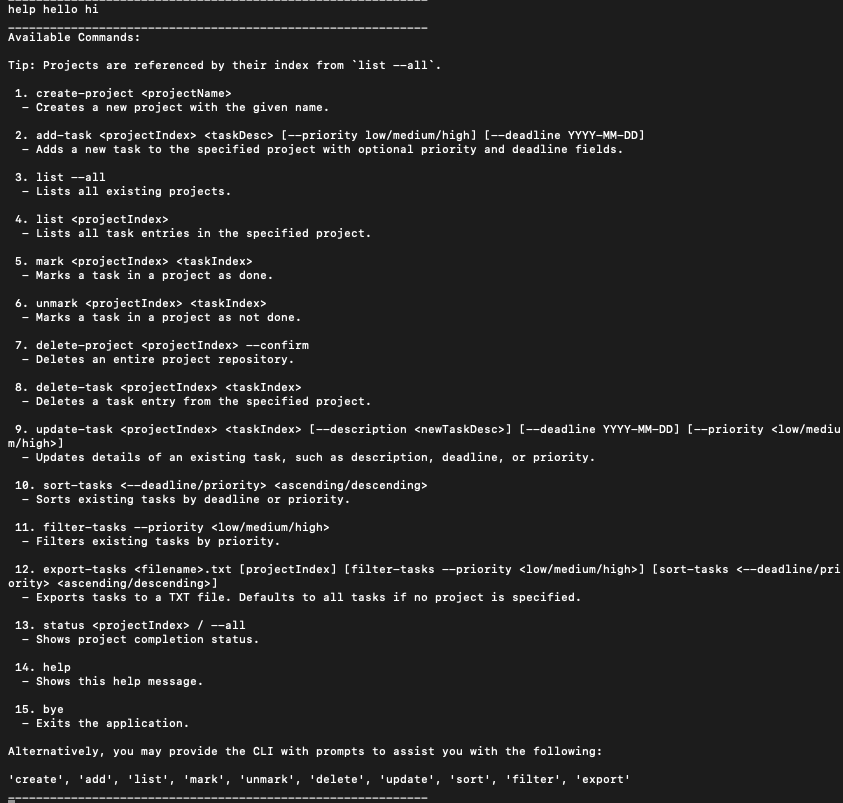 help hello hi
____________________________________________________________
Available Commands:
Tip: Projects are referenced by their index from `list --all`.
1. create-project <projectName>
- Creates a new project with the given name.
2. add-task <projectIndex> <taskDesc> [--priority low/medium/high] [--deadline YYYY-MM-DD]
- Adds a new task to the specified project with optional priority and deadline fields.
3. list --all
- Lists all existing projects.
4. list <projectIndex>
- Lists all task entries in the specified project.
5. mark <projectIndex> <taskIndex>
- Marks a task in a project as done.
6. unmark <projectIndex> <taskIndex>
- Marks a task in a project as not done.
7. delete-project <projectIndex> --confirm
- Deletes an entire project repository.
8. delete-task <projectIndex> <taskIndex>
- Deletes a task entry from the specified project.
9. update-task <projectIndex> <taskIndex> [--description <newTaskDesc>] [--deadline YYYY-MM-DD] [--priority <low/mediu
m/high>]
- Updates details of an existing task, such as description, deadline, or priority.
10. sort-tasks <--deadline/priority> <ascending/descending>
- Sorts existing tasks by deadline or priority.
11. filter-tasks --priority <low/medium/high>
- Filters existing tasks by priority.
12. export-tasks <filename>.txt [projectIndex] [filter-tasks --priority <low/medium/high>] [sort-tasks <--deadline/pri
ority> <ascending/descending>]
- Exports tasks to a TXT file. Defaults to all tasks if no project is specified.
13. status <projectIndex> / --all
- Shows project completion status.
14. help
- Shows this help message.
15. bye
- Exits the application.
Alternatively, you may provide the CLI with prompts to assist you with the following:
'create', 'add', 'list', 'mark', 'unmark', 'delete', 'update', 'sort', 'filter', 'export'
____________________________________________________________